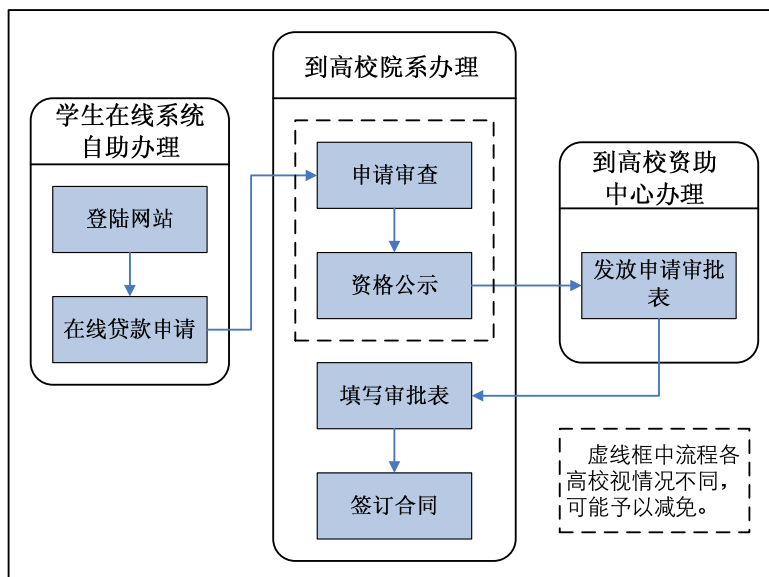 学生在线系统
自助办理
登陆网站
在线贷款申请
到高校院系办理
申请审查
资格公示
填写审批表
签订合同
到高校资助
中心办理
发放申请审批
表
虚线框中流程各
高校视情况不同，
可能予以减免。